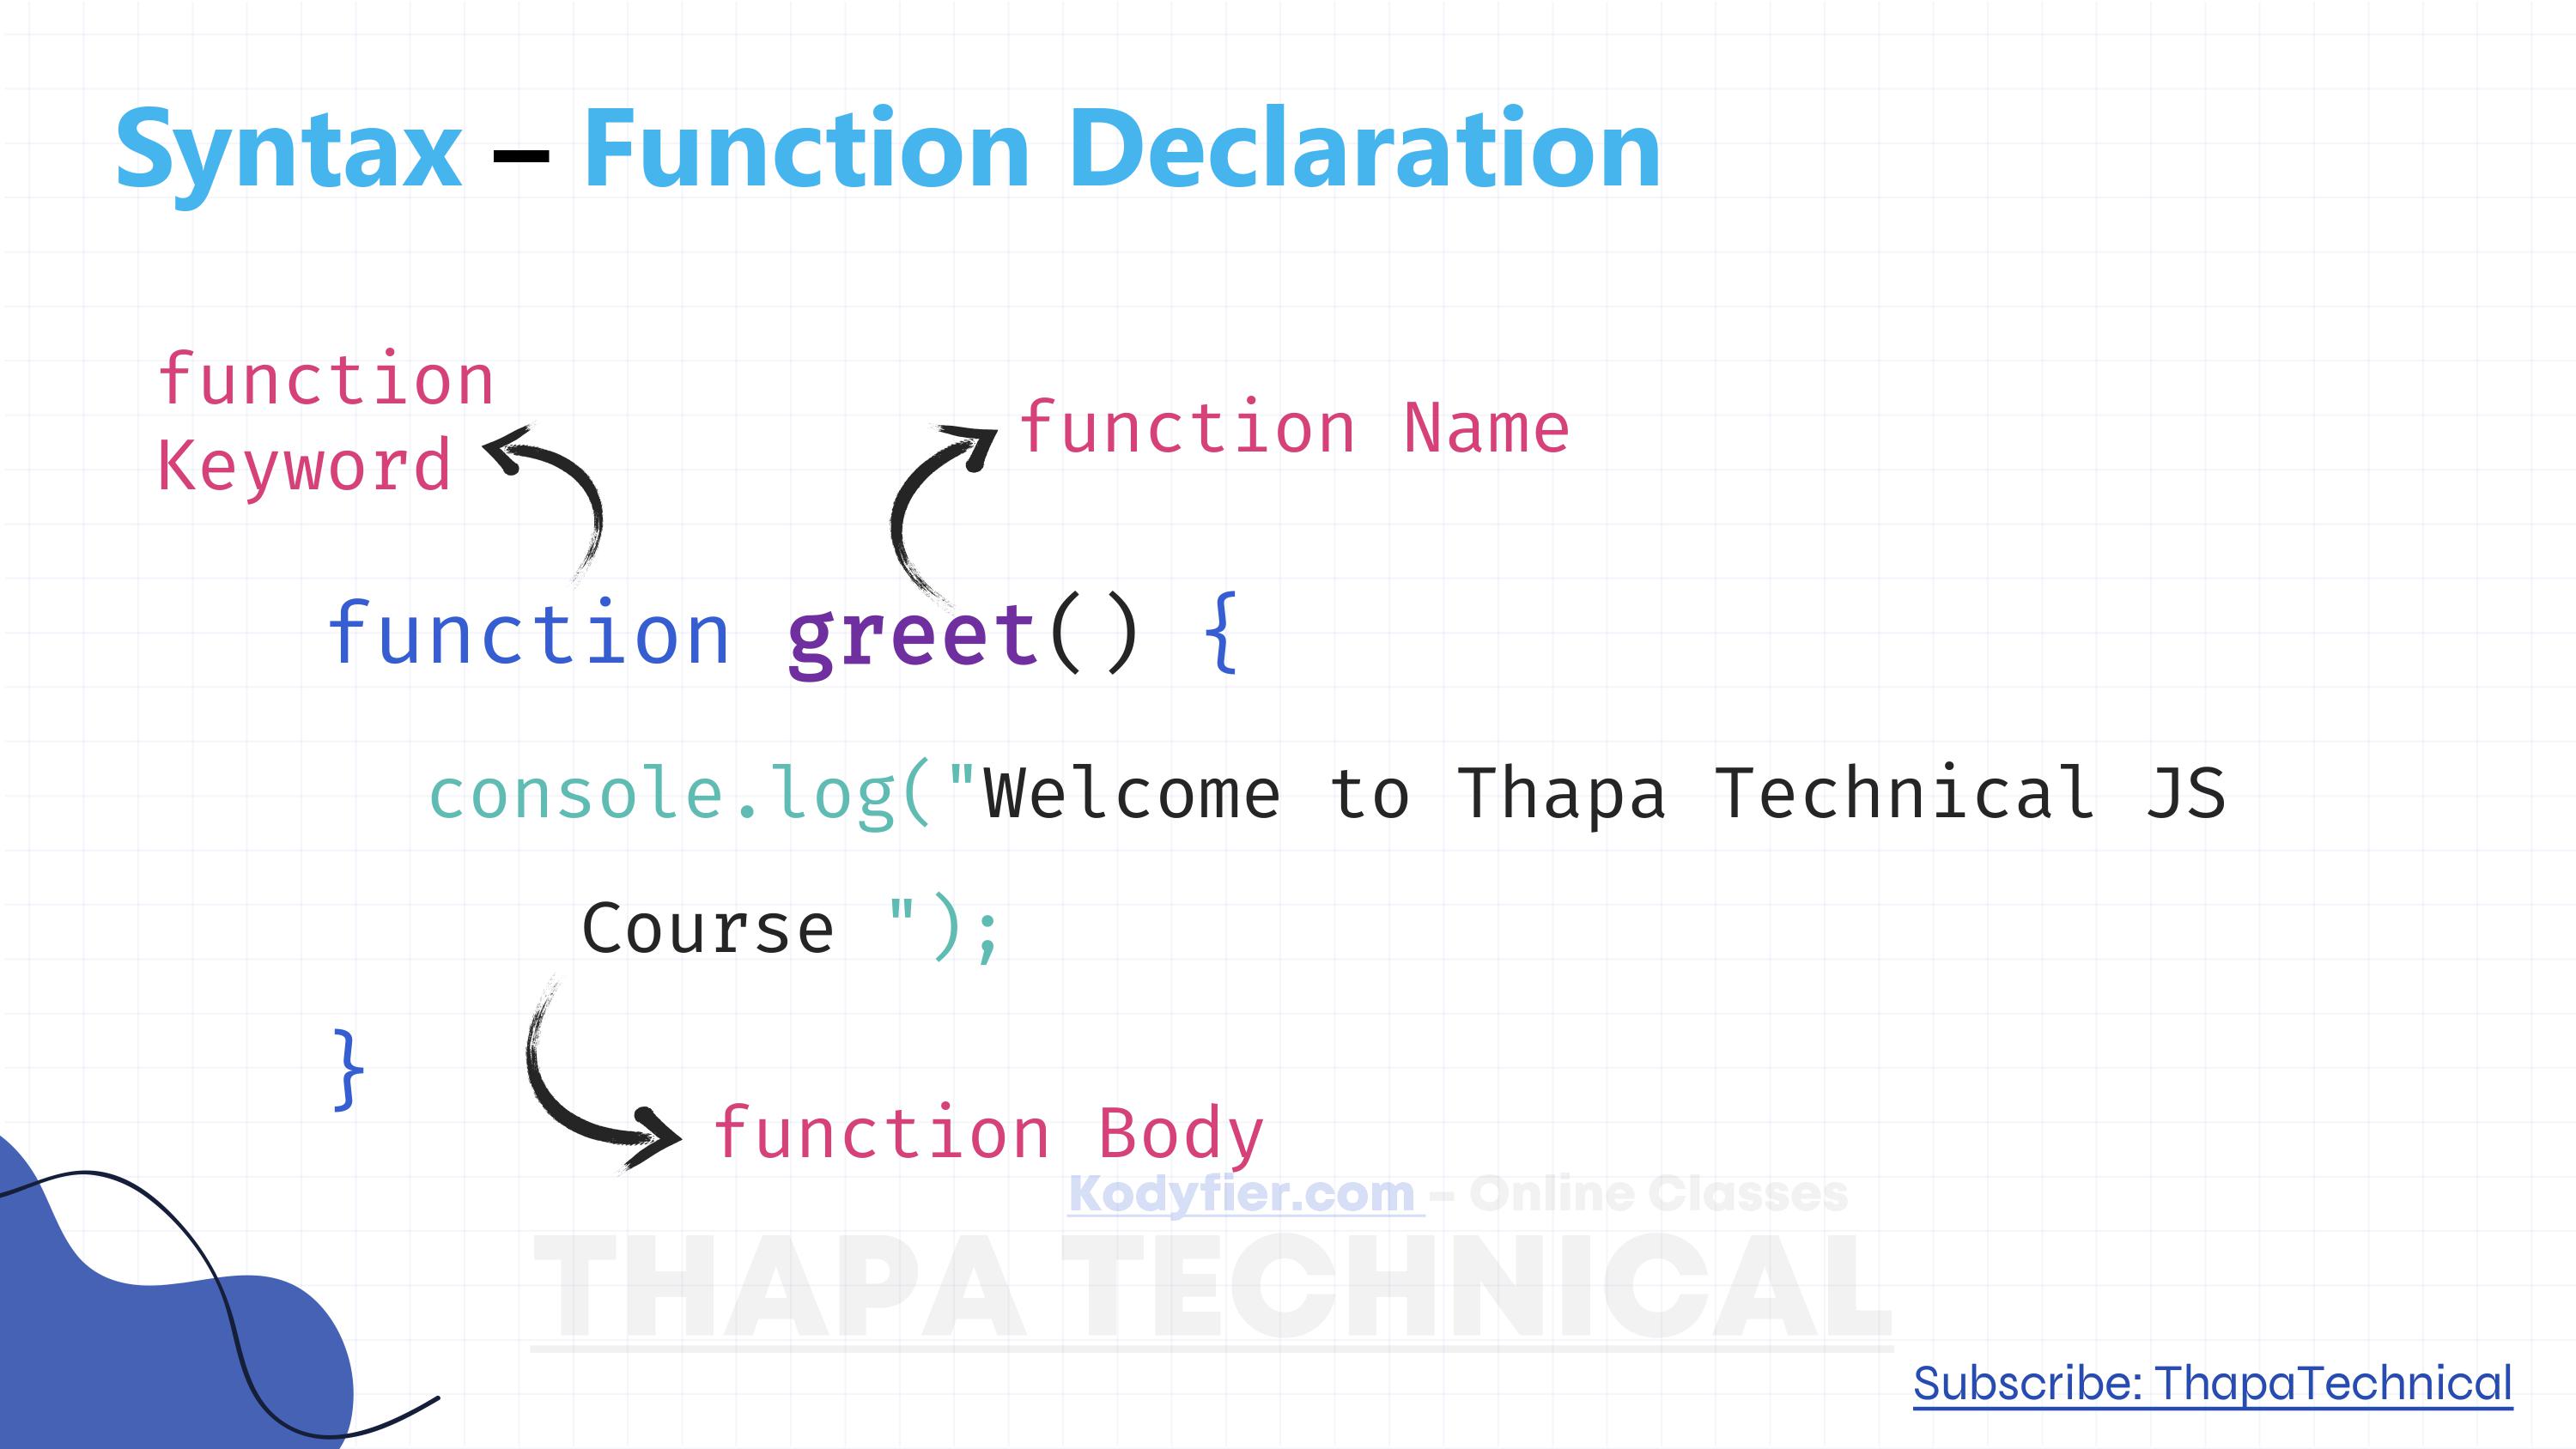 Syntax – Function Declaration
function
Keyword
function Name
function greet() {
console.log("Welcome to Thapa Technical JS
Course ");
}
function Body
Kodyfier.com – Online Classes
THAPA TECHNICAL
Subscribe: ThapaTechnical